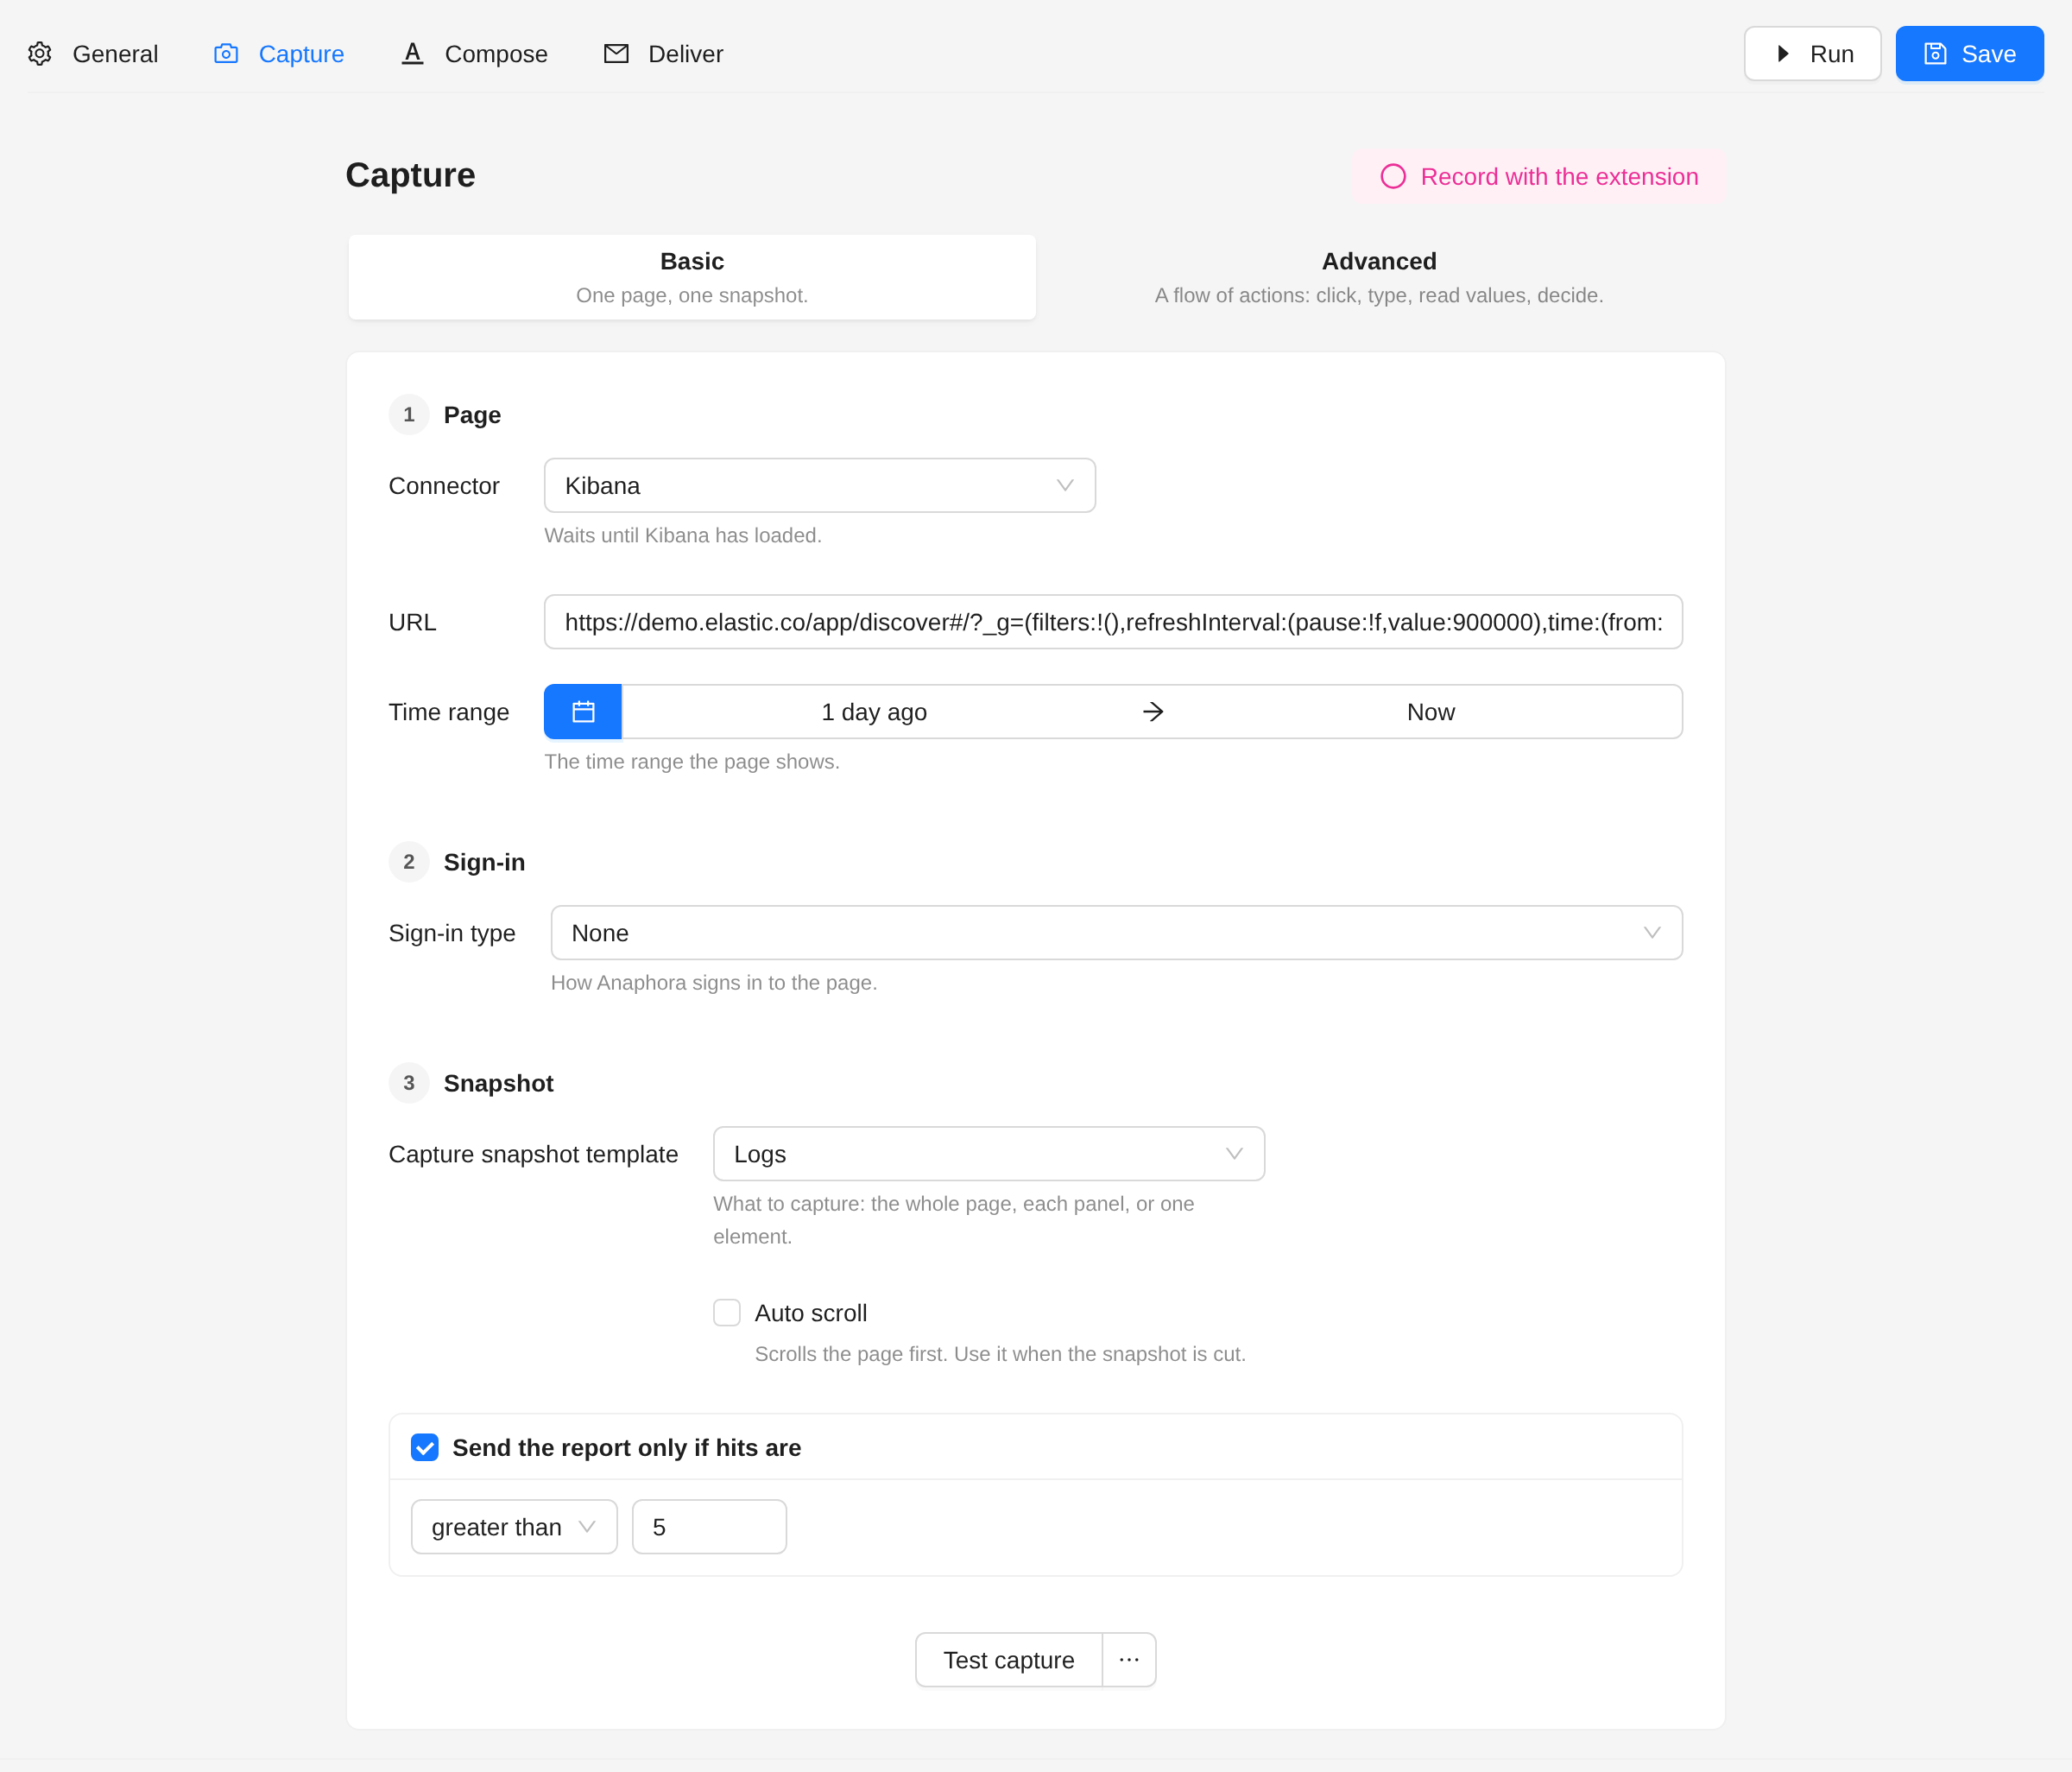 General
Capture
Compose
Deliver
Run
Save
Capture
Record with the extension
Basic
One page, one snapshot.
Advanced
A flow of actions: click, type, read values, decide.
1
Page
Connector
Kibana
Waits until Kibana has loaded.
URL
https://demo.elastic.co/app/discover#/?_g=(filters:!(),refreshInterval:(pause:!f,value:900000),time:(from:
Time range
1 day ago
Now
The time range the page shows.
2
Sign-in
Sign-in type
None
How Anaphora signs in to the page.
3
Snapshot
Capture snapshot template
Logs
What to capture: the whole page, each panel, or one
element.
Auto scroll
Scrolls the page first. Use it when the snapshot is cut.
Send the report only if hits are
greater than
5
Test capture